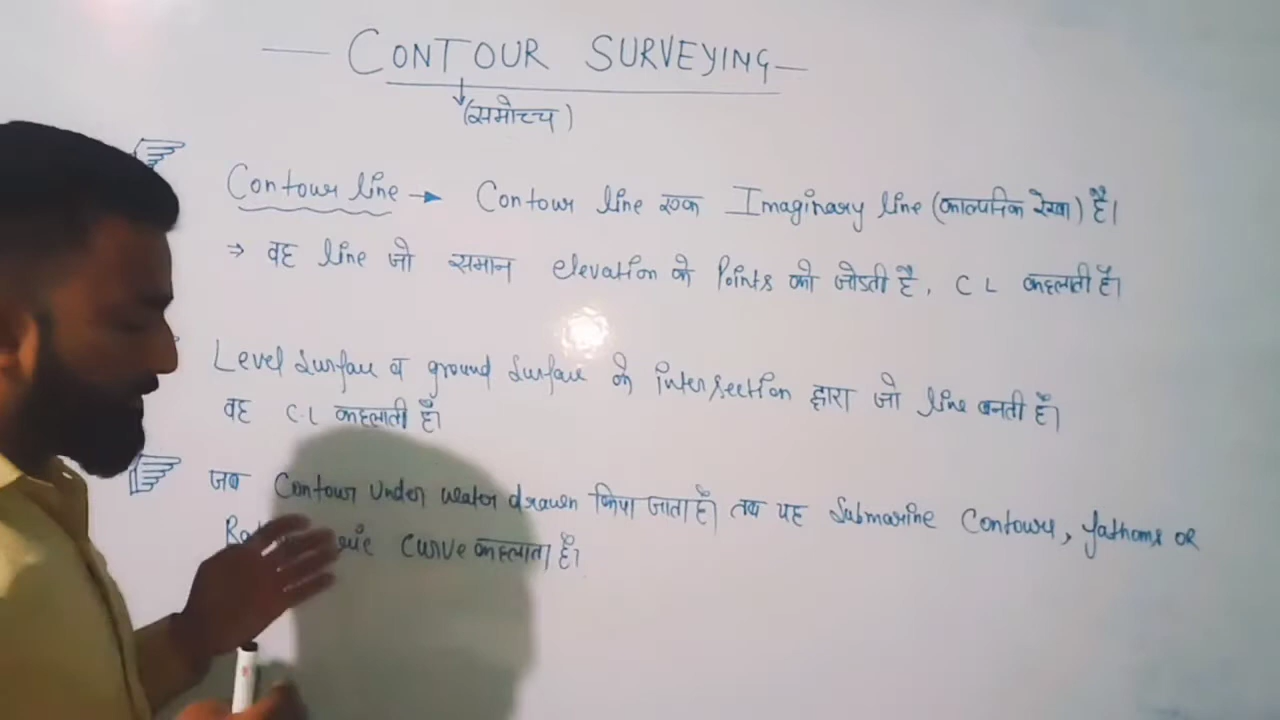 CONTOUR SURVEYING
(समोच्च)
Contour line → Contour line एक Imaginary line (काल्पनिक रेखा) है।
→ वह line जो समान elevation के Points को जोडती है, C L कहलाती है।
Level surface व ground surface के intersection द्वारा जो line बनती है।
वह C.L कहलाती है।
जब Contour under water drawn किया जाता है। तब यह Submarine Contours, fathoms or
curve कहलाता है।